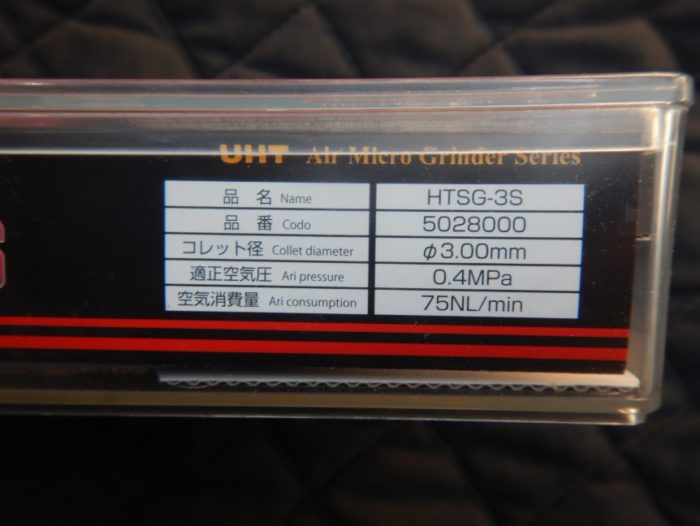 UHT Air Micro Grinder Series
品 名 Name HTSG-3S
品 番 Codo 5028000
コレット径 Collet diameter φ3.00mm
適正空気圧 Ari pressure 0.4MPa
空気消費量 Ari consumption 75NL/min